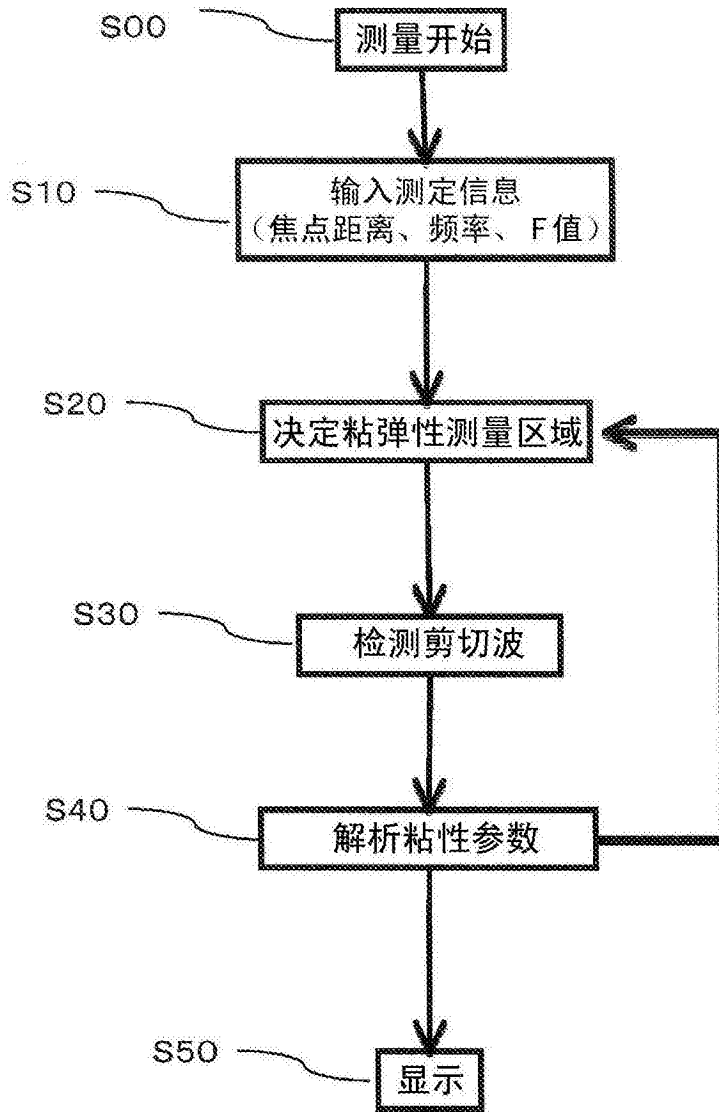 S00
测量开始
S10
输入测定信息
(焦点距离、频率、F值)
S20
决定粘弹性测量区域
S30
检测剪切波
S40
解析粘性参数
S50
显示